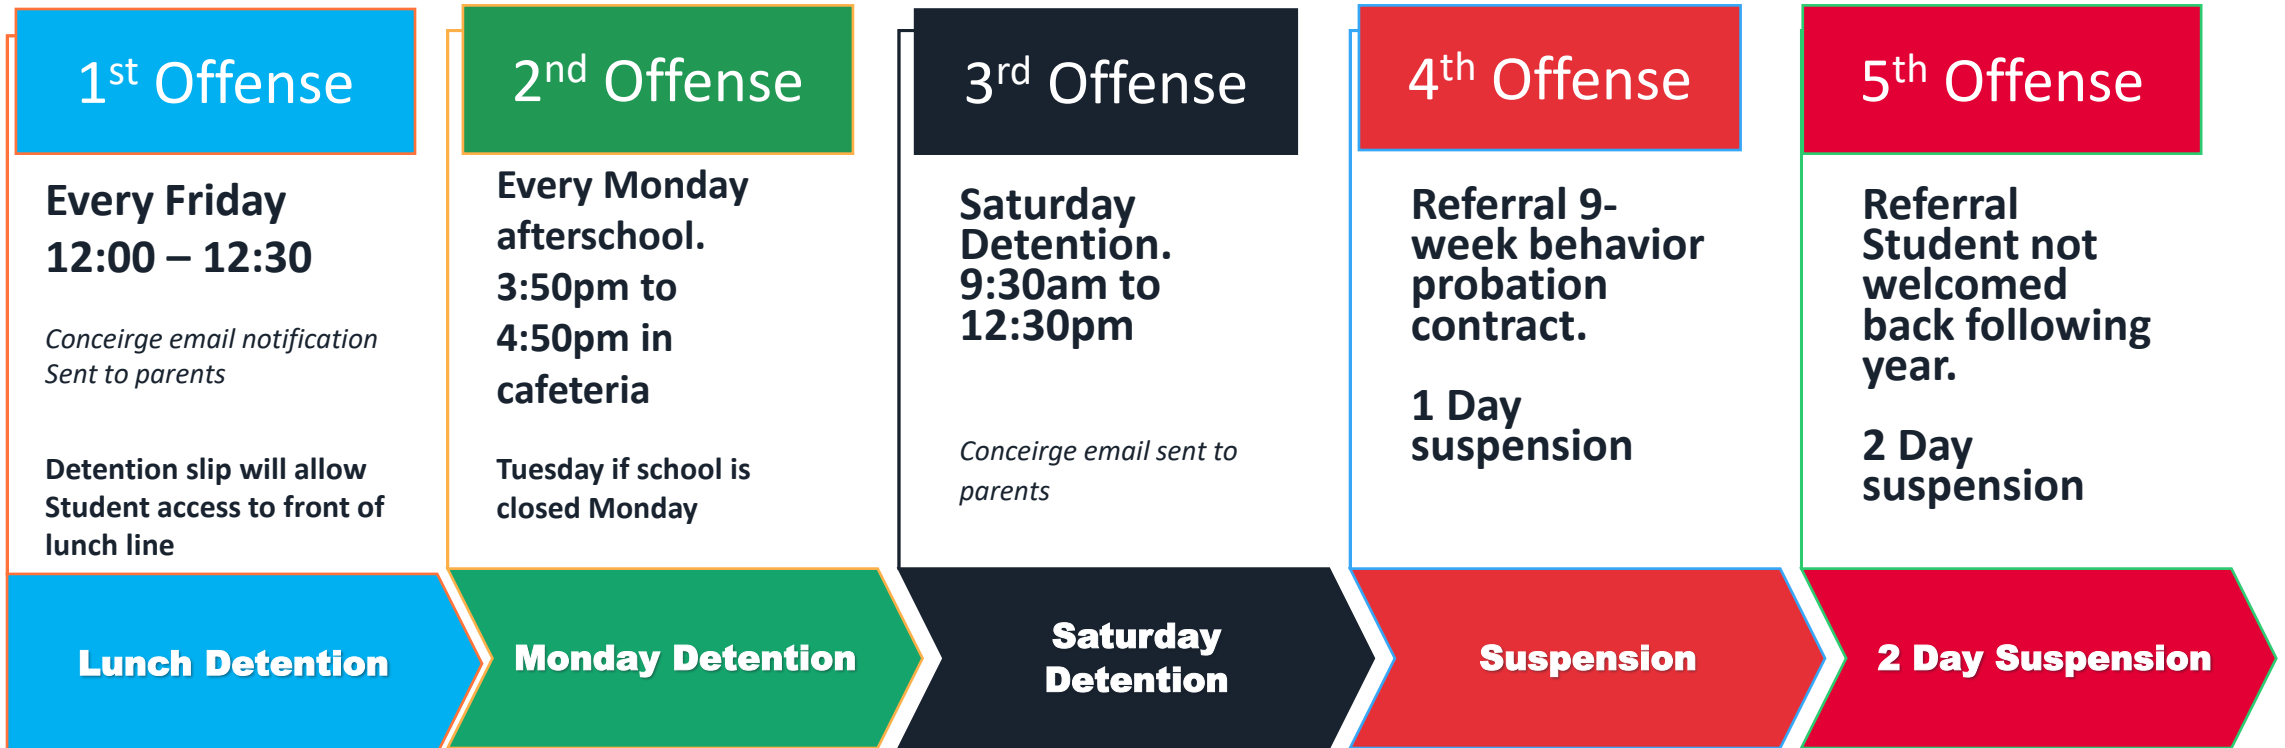 1st Offense
Every Friday
12:00 – 12:30
Conceirge email notification
Sent to parents
Detention slip will allow
Student access to front of
lunch line
Lunch Detention
2nd Offense
Every Monday
afterschool.
3:50pm to
4:50pm in
cafeteria
Tuesday if school is
closed Monday
Monday Detention
3rd Offense
Saturday
Detention.
9:30am to
12:30pm
Conceirge email sent to
parents
Saturday
Detention
4th Offense
Referral 9-
week behavior
probation
contract.
1 Day
suspension
Suspension
5th Offense
Referral
Student not
welcomed
back following
year.
2 Day
suspension
2 Day Suspension